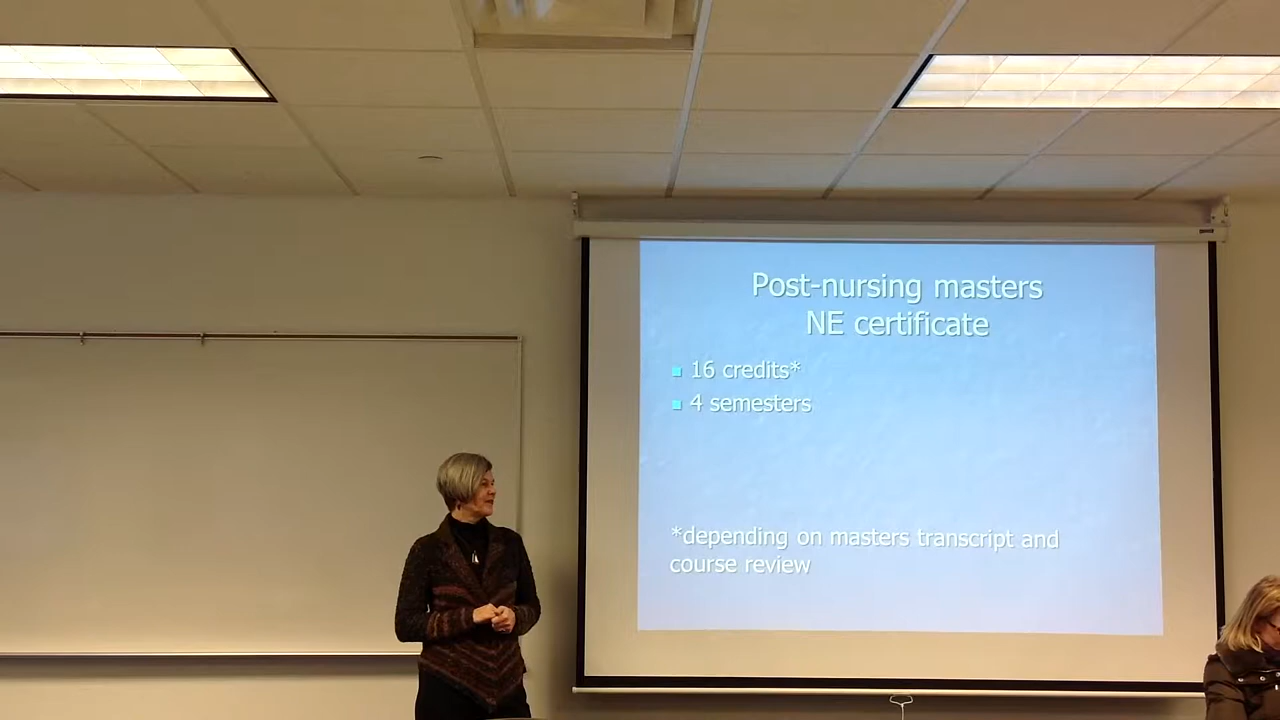 Post-nursing masters
NE certificate
16 credits*
4 semesters
*depending on masters transcript and
course review